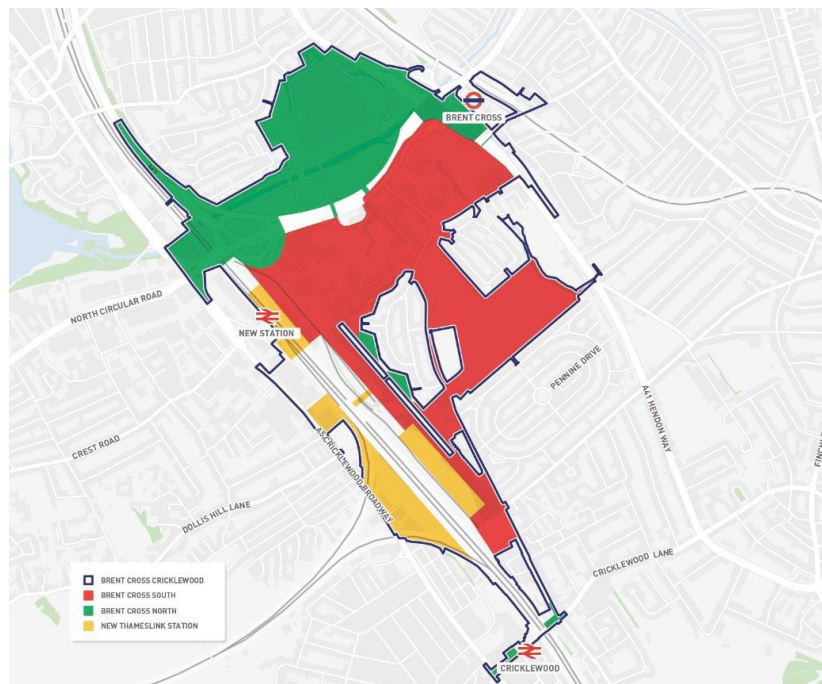 BRENT CROSS
NORTH CIRCULAR ROAD
NEW STATION
PENNINE DRIVE
A41 HENDON WAY
CREST ROAD
A5 CRICKLEWOOD BROADWAY
DOLLIS HILL LANE
CRICKLEWOOD LANE
BRENT CROSS CRICKLEWOOD
BRENT CROSS SOUTH
BRENT CROSS NORTH
NEW THAMESLINK STATION
CRICKLEWOOD